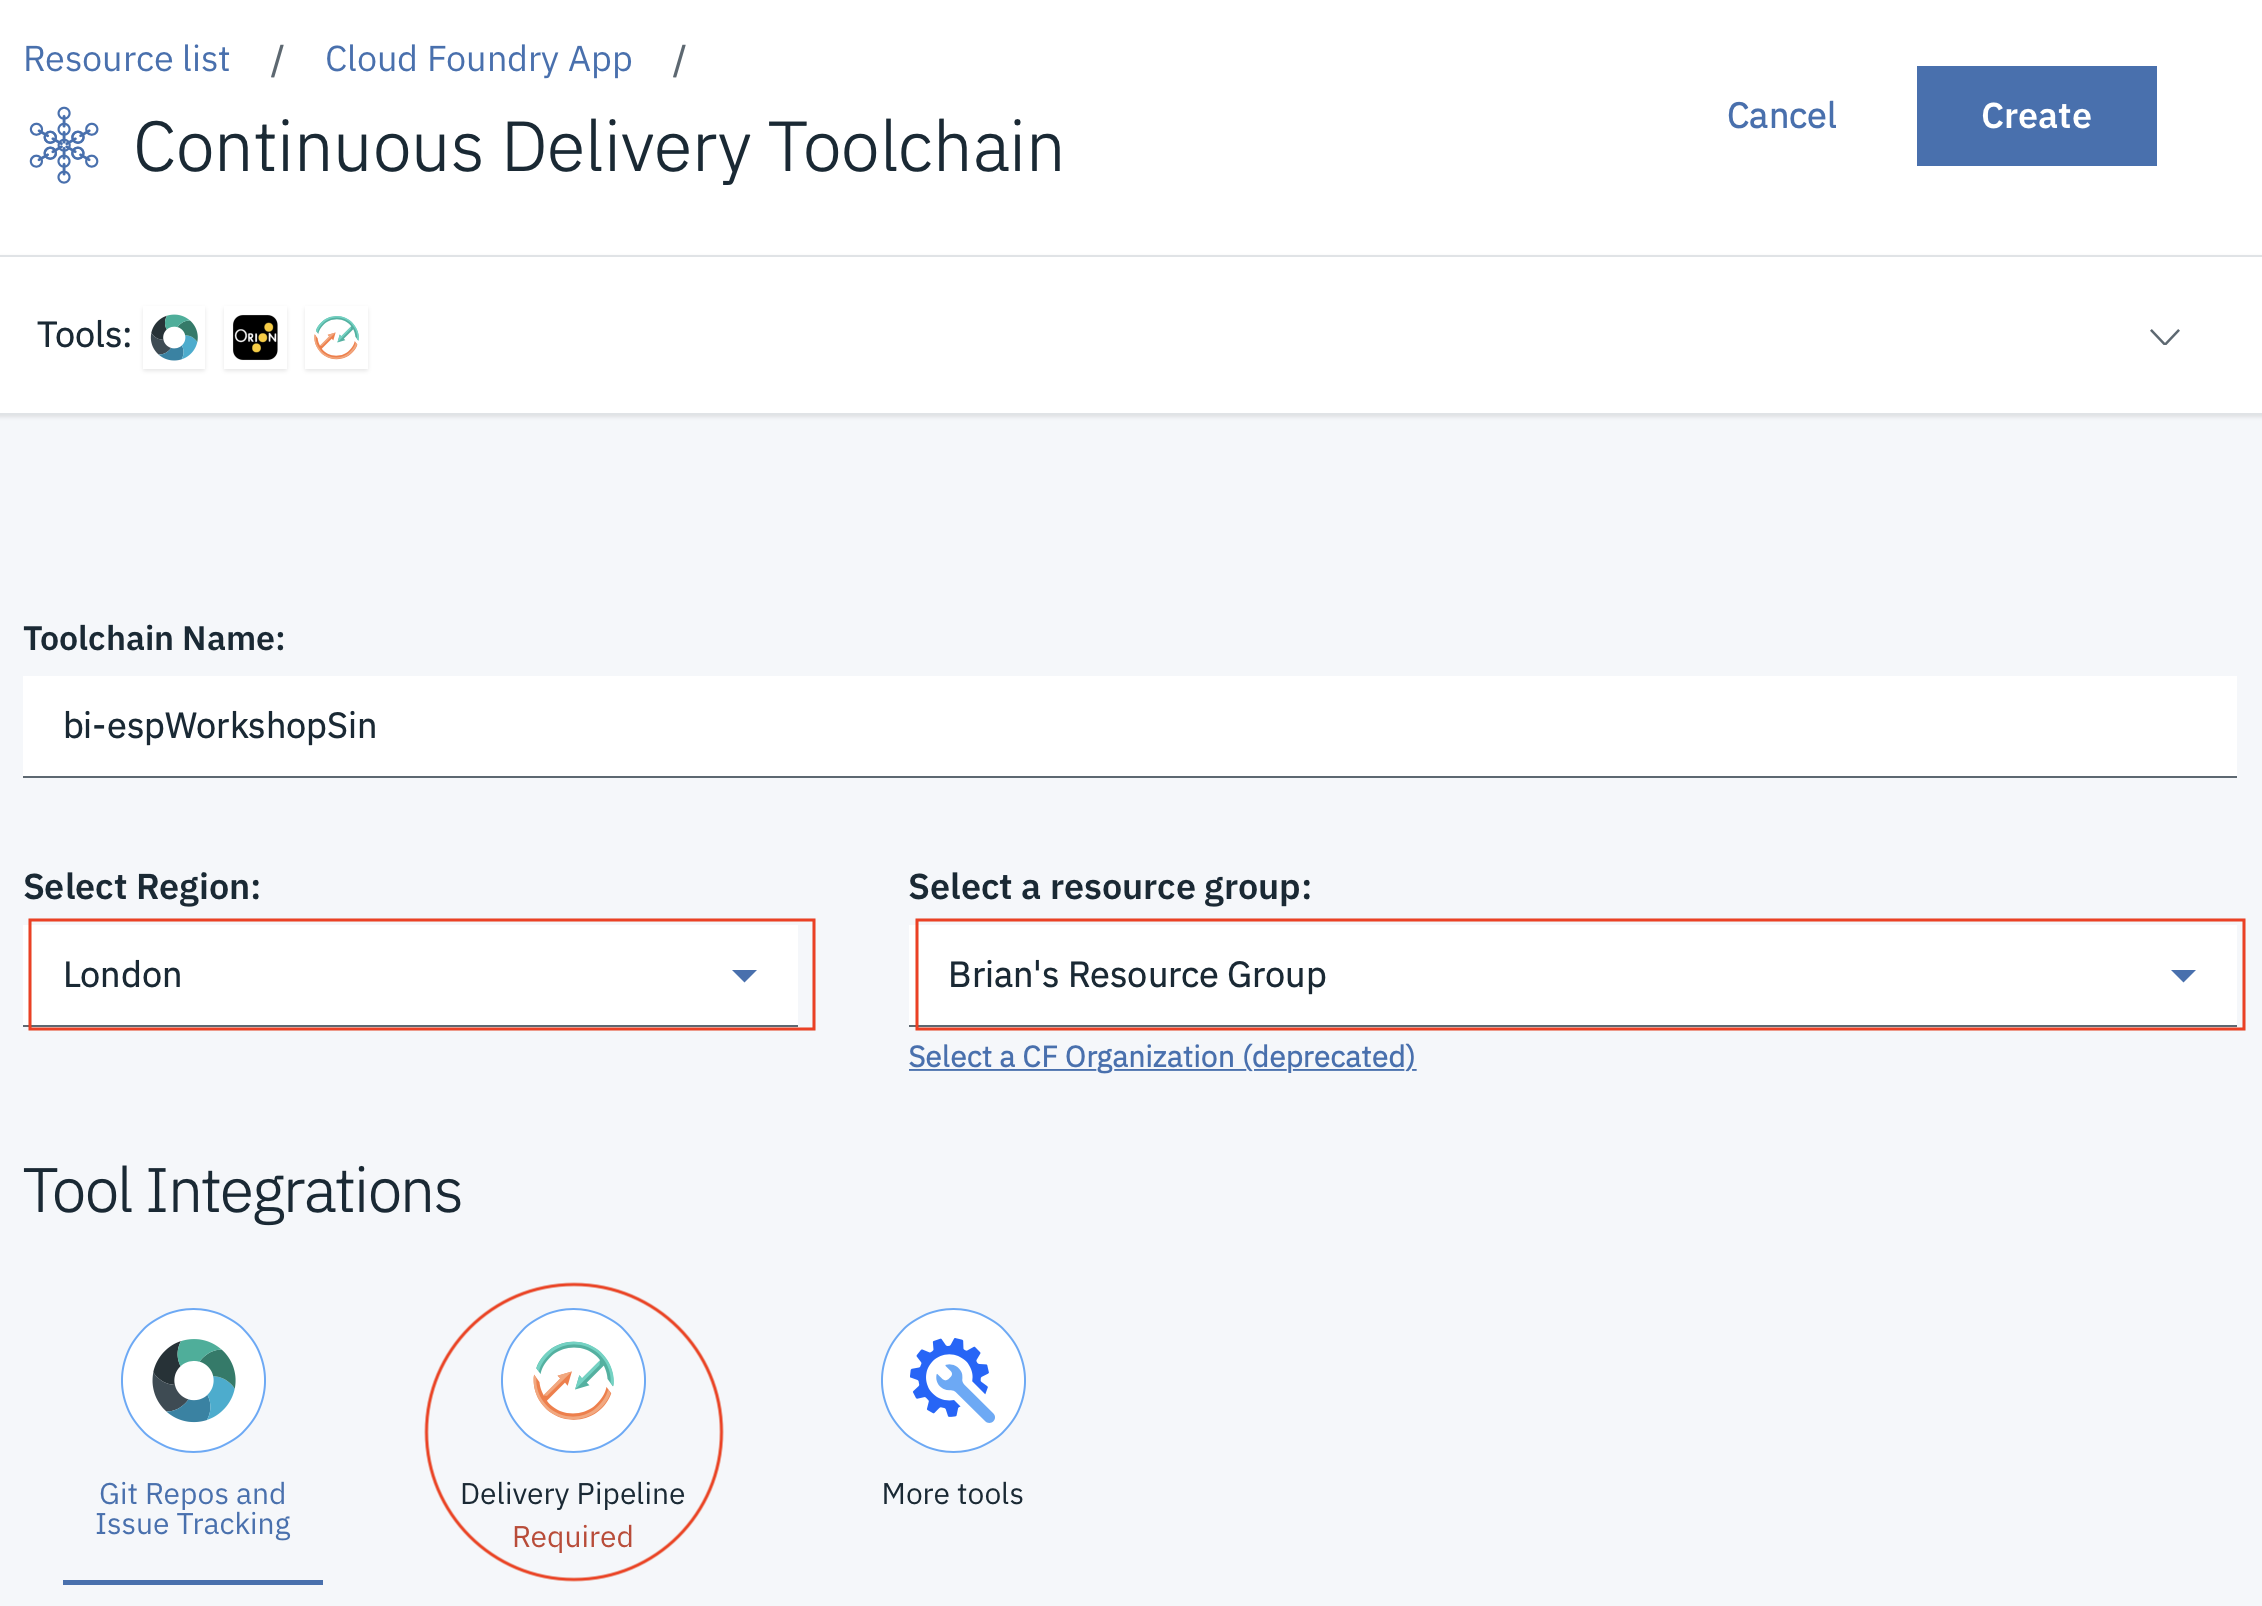 Resource list / Cloud Foundry App /
Continuous Delivery Toolchain
Cancel
Create
Tools:
ORION
Toolchain Name:
bi-espWorkshopSin
Select Region:
Select a resource group:
London
Brian's Resource Group
Select a CF Organization (deprecated)
Tool Integrations
Git Repos and
Issue Tracking
Delivery Pipeline
Required
More tools